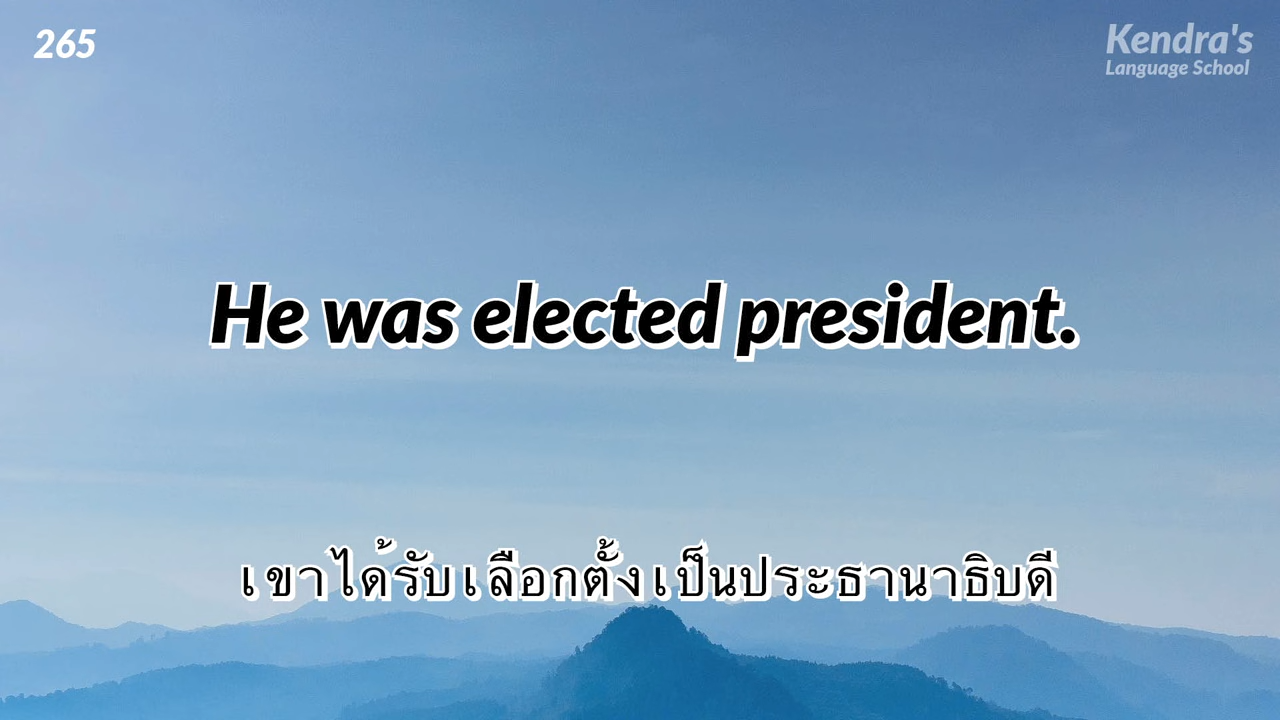 265
Kendra's
Language School
He was elected president.
เขาได้รับเลือกตั้งเป็นประธานาธิบดี